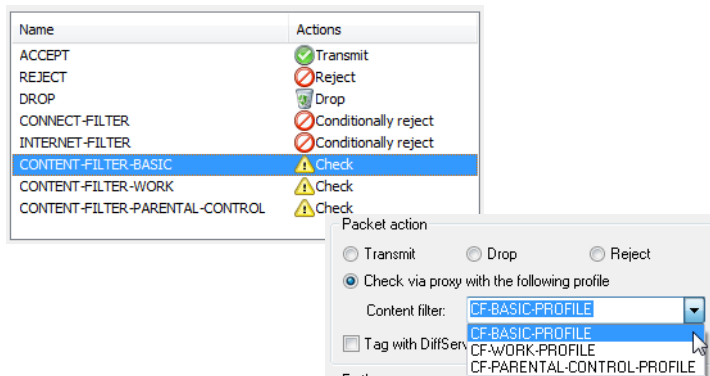 Name Actions
ACCEPT Transmit
REJECT Reject
DROP Drop
CONNECT-FILTER Conditionally reject
INTERNET-FILTER Conditionally reject
CONTENT-FILTER-BASIC Check
CONTENT-FILTER-WORK Check
CONTENT-FILTER-PARENTAL-CONTROL Check
Packet action
Transmit Drop Reject
Check via proxy with the following profile
Content filter: CF-BASIC-PROFILE
CF-BASIC-PROFILE
Tag with DiffServ
CF-WORK-PROFILE
CF-PARENTAL-CONTROL-PROFILE